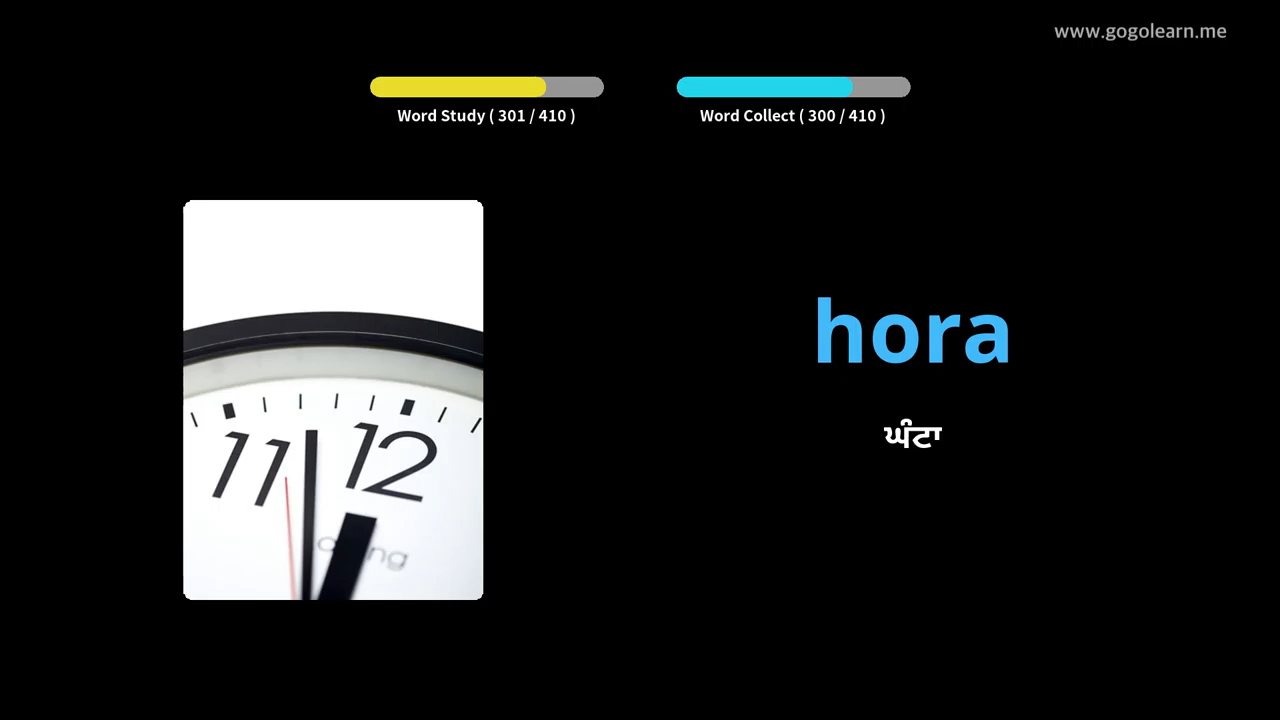 www.gogolearn.me
Word Study ( 301 / 410 )
Word Collect ( 300 / 410 )
hora
ਘੰਟਾ
11 12